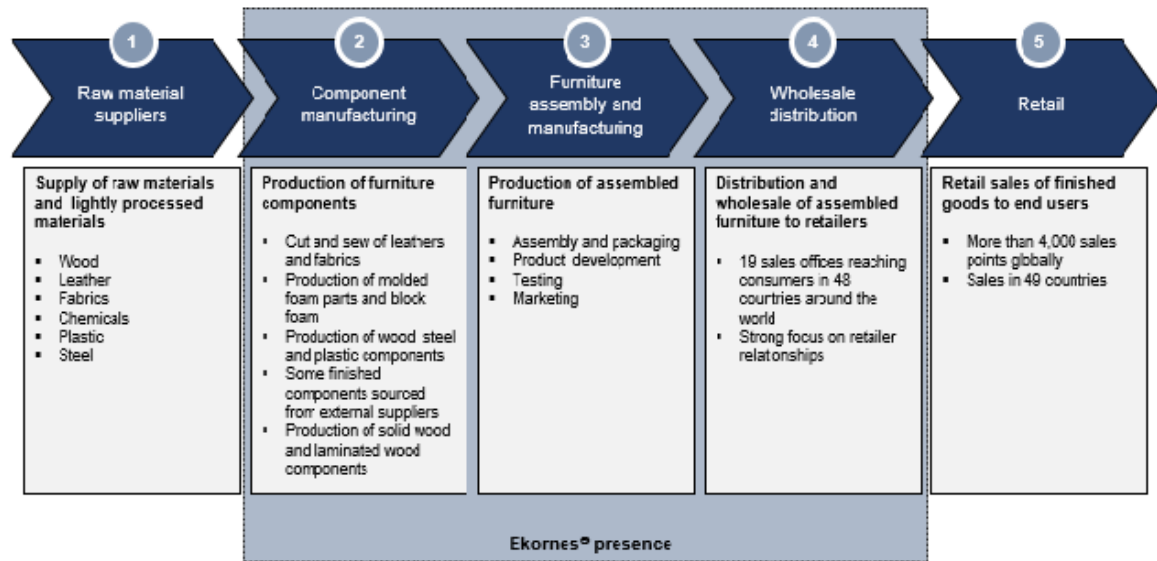 1
Raw material
suppliers
2
Component
manufacturing
3
Furniture
assembly and
manufacturing
4
Wholesale
distribution
5
Retail
Supply of raw materials
and lightly processed
materials
▪ Wood
▪ Leather
▪ Fabrics
▪ Chemicals
▪ Plastic
▪ Steel
Production of furniture
components
▪ Cut and sew of leathers
and fabrics
▪ Production of molded
foam parts and block
foam
▪ Production of wood steel
and plastic components
▪ Some finished
components sourced
from external suppliers
▪ Production of solid wood
and laminated wood
components
Production of assembled
furniture
▪ Assembly and packaging
▪ Product development
▪ Testing
▪ Marketing
Distribution and
wholesale of assembled
furniture to retailers
▪ 19 sales offices reaching
consumers in 48
countries around the
world
▪ Strong focus on retailer
relationships
Retail sales of finished
goods to end users
▪ More than 4,000 sales
points globally
▪ Sales in 49 countries
Ekornes® presence